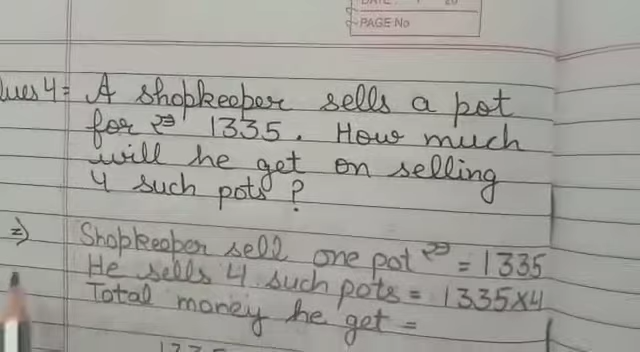 PAGE No
Ques 4= A shopkeeper sells a pot
for रु 1335. How much
will he get on selling
4 such pots?
=) Shopkeeper sell one pot रु = 1335
He sells 4 such pots = 1335×4
Total money he get =